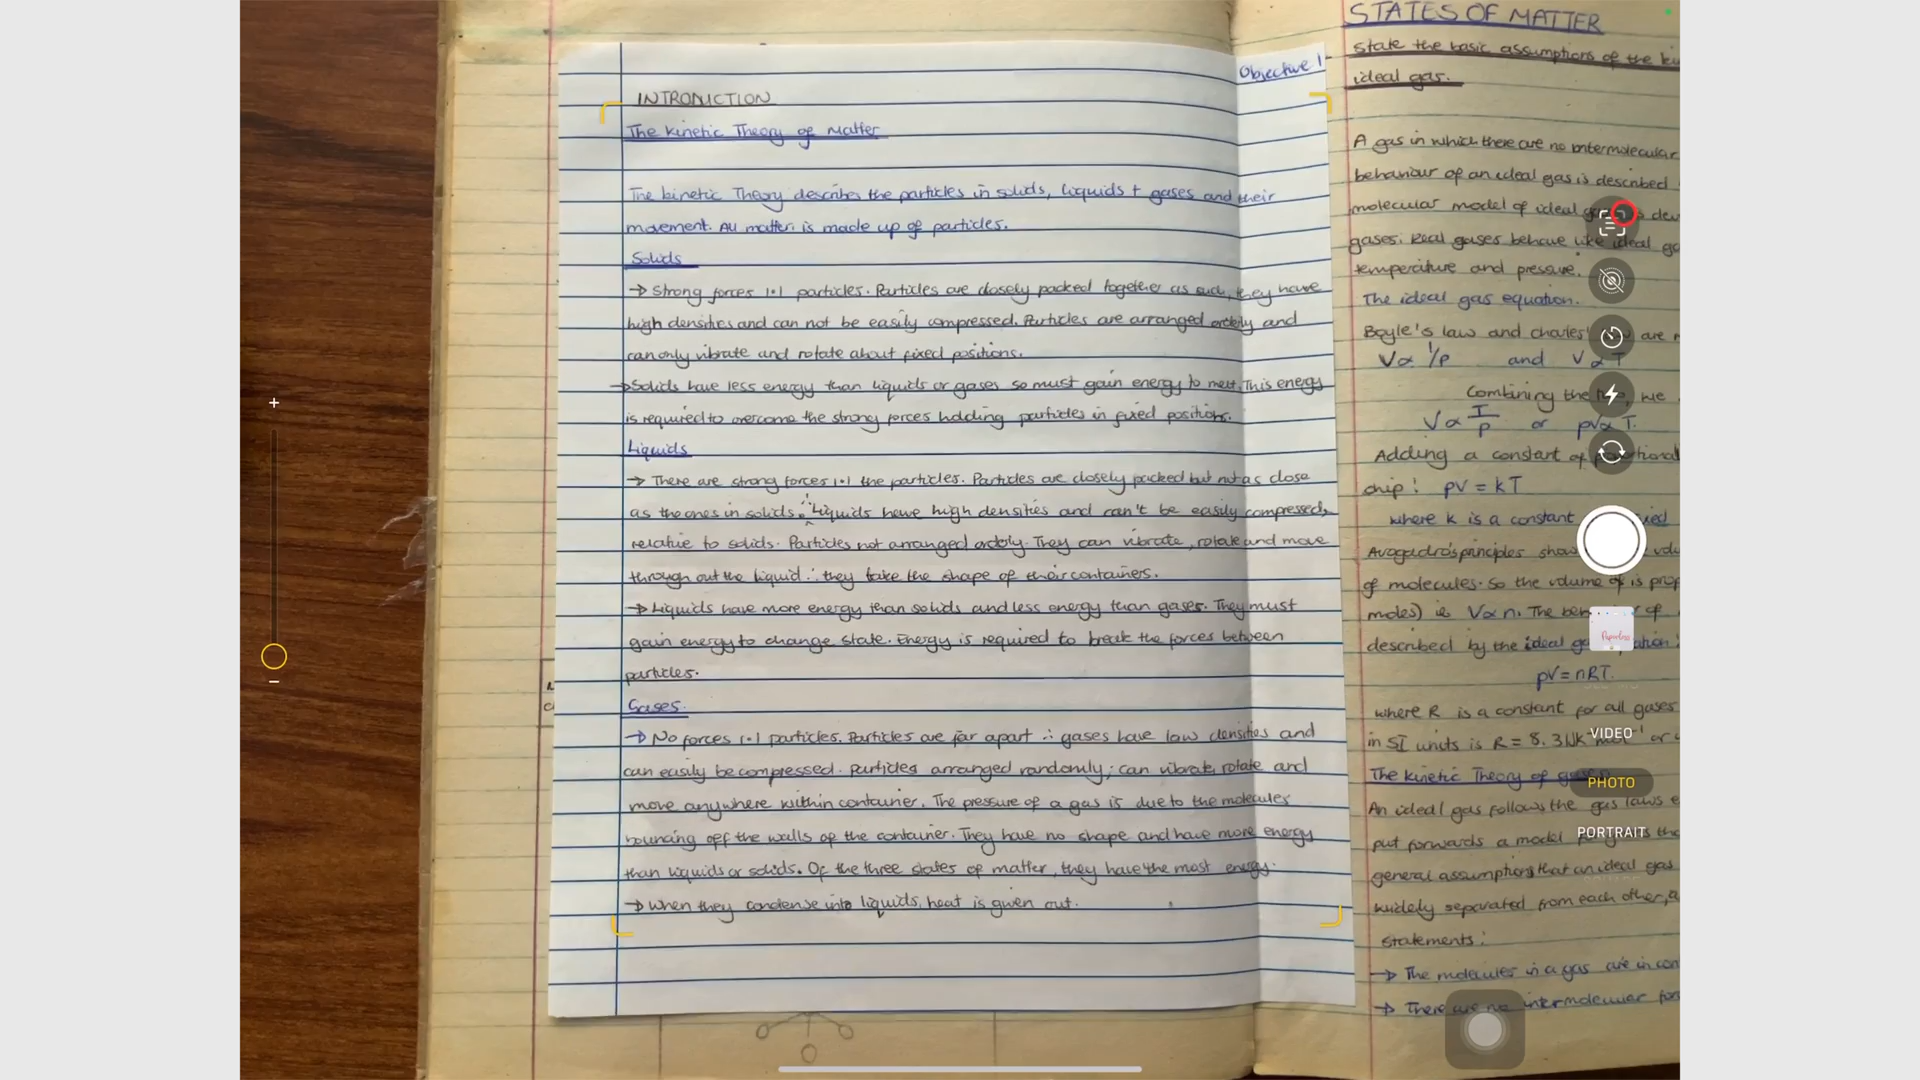 INTRODUCTION
The Kinetic Theory of Matter
Objective 1
The kinetic Theory describes the particles in solids, liquids + gases and their
movement. All matter is made up of particles.
Solids
→ Strong forces particles. Particles are closely packed together as such, they have
high densities and can not be easily compressed. Particles are arranged orderly and
can only vibrate and rotate about fixed positions.
→ Solids have less energy than liquids or gases so must gain energy to melt. This energy
is required to overcome the strong forces holding particles in fixed positions.
Liquids
→ There are strong forces the particles. Particles are closely packed but not as close
as the ones in solids ∴ Liquids have high densities and can't be easily compressed,
relative to solids. Particles not arranged orderly. They can vibrate, rotate and move
through out the liquid ∴ they take the shape of their containers.
→ Liquids have more energy than solids and less energy than gases. They must
gain energy to change state. Energy is required to break the forces between
particles.
Gases.
→ No forces particles. Particles are far apart ∴ gases have low densities and
can easily be compressed. Particles arranged randomly; can vibrate, rotate and
move anywhere within container. The pressure of a gas is due to the molecules
bouncing off the walls of the container. They have no shape and have more energy
than liquids or solids. Of the three states of matter, they have the most energy.
→ When they condense into liquids, heat is given out.
STATES OF MATTER
State the basic assumptions of the
ideal gas.
A gas in which there are no intermolecular
behaviour of an ideal gas is described
molecular model of ideal
gases. Real gases behave like ideal
temperature and pressure.
The ideal gas equation.
Boyle's law and Charles' are
V∝ 1/p and V∝T
Combining the we
V∝ T/p or pV∝T.
Adding a constant of
ship: pV = kT
where k is a constant
Avogadro's principles
of molecules. So the volume of is
moles) ie V∝n. The of
described by the ideal
pV = nRT.
where R is a constant for all gases
in SI units is R = 8.31JK or
The kinetic Theory of
An ideal gas follows the gas laws
put forwards a model
general assumptions that an ideal gas
widely separated from each other,
statements:
→ The molecules in a gas are in
→ There are no intermolecular
VIDEO
PHOTO
PORTRAIT